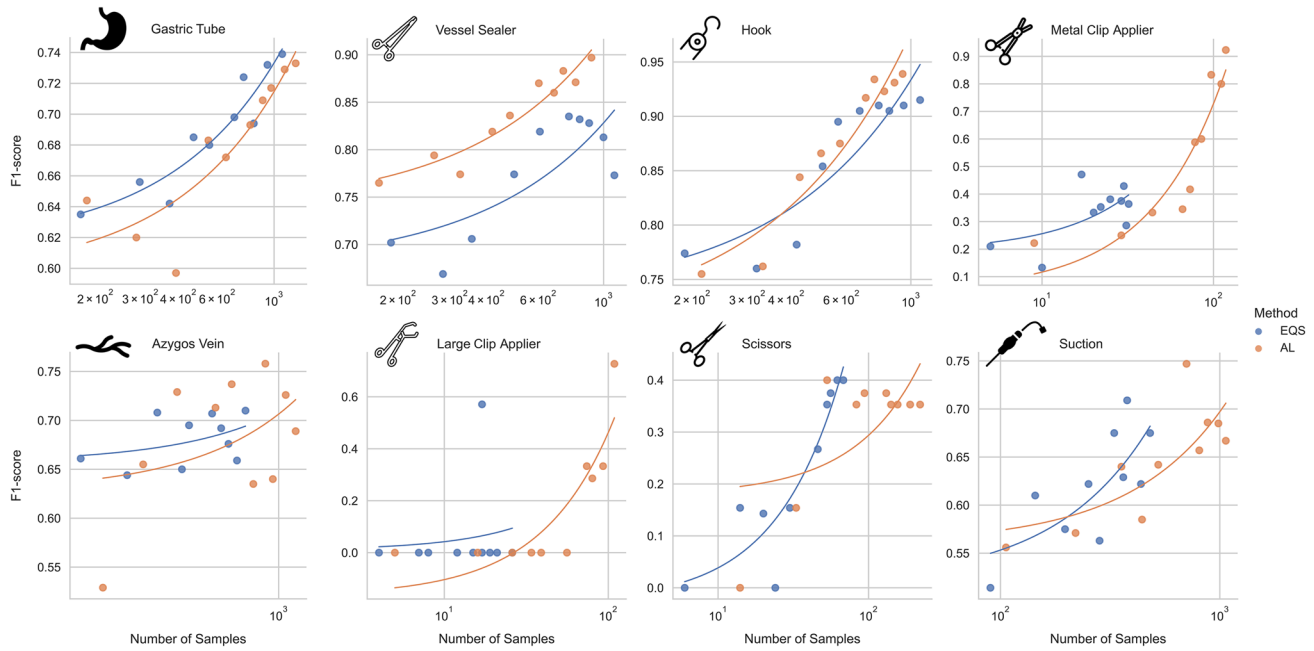 Gastric Tube
Vessel Sealer
Hook
Metal Clip Applier
F1-score
0.74
0.72
0.70
0.68
0.66
0.64
0.62
0.60
2 × 10² 3 × 10² 4 × 10² 6 × 10² 10³
0.90
0.85
0.80
0.75
0.70
2 × 10² 3 × 10² 4 × 10² 6 × 10² 10³
0.95
0.90
0.85
0.80
0.75
2 × 10² 3 × 10² 4 × 10² 6 × 10² 10³
0.9
0.8
0.7
0.6
0.5
0.4
0.3
0.2
0.1
10¹ 10²
Method
EQS
AL
Azygos Vein
Large Clip Applier
Scissors
Suction
F1-score
0.75
0.70
0.65
0.60
0.55
10³
Number of Samples
0.6
0.4
0.2
0.0
10¹ 10²
Number of Samples
0.4
0.3
0.2
0.1
0.0
10¹ 10²
Number of Samples
0.75
0.70
0.65
0.60
0.55
10² 10³
Number of Samples